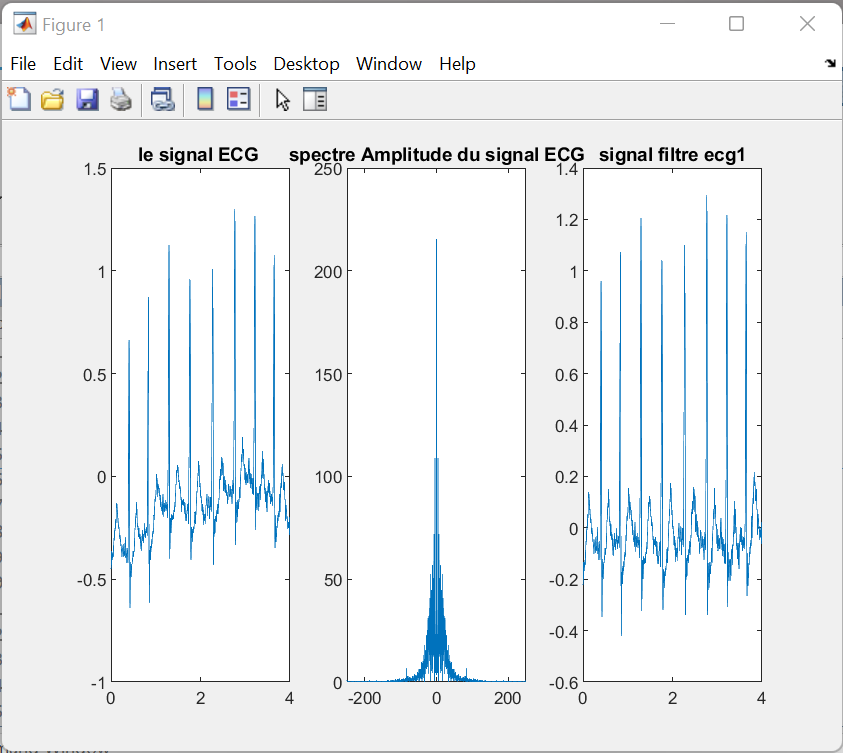 Figure 1
File Edit View Insert Tools Desktop Window Help
le signal ECG
spectre Amplitude du signal ECG
signal filtre ecg1
1.5
1
0.5
0
-0.5
-1
0 2 4
250
200
150
100
50
0
-200 0 200
1.4
1.2
1
0.8
0.6
0.4
0.2
0
-0.2
-0.4
-0.6
0 2 4